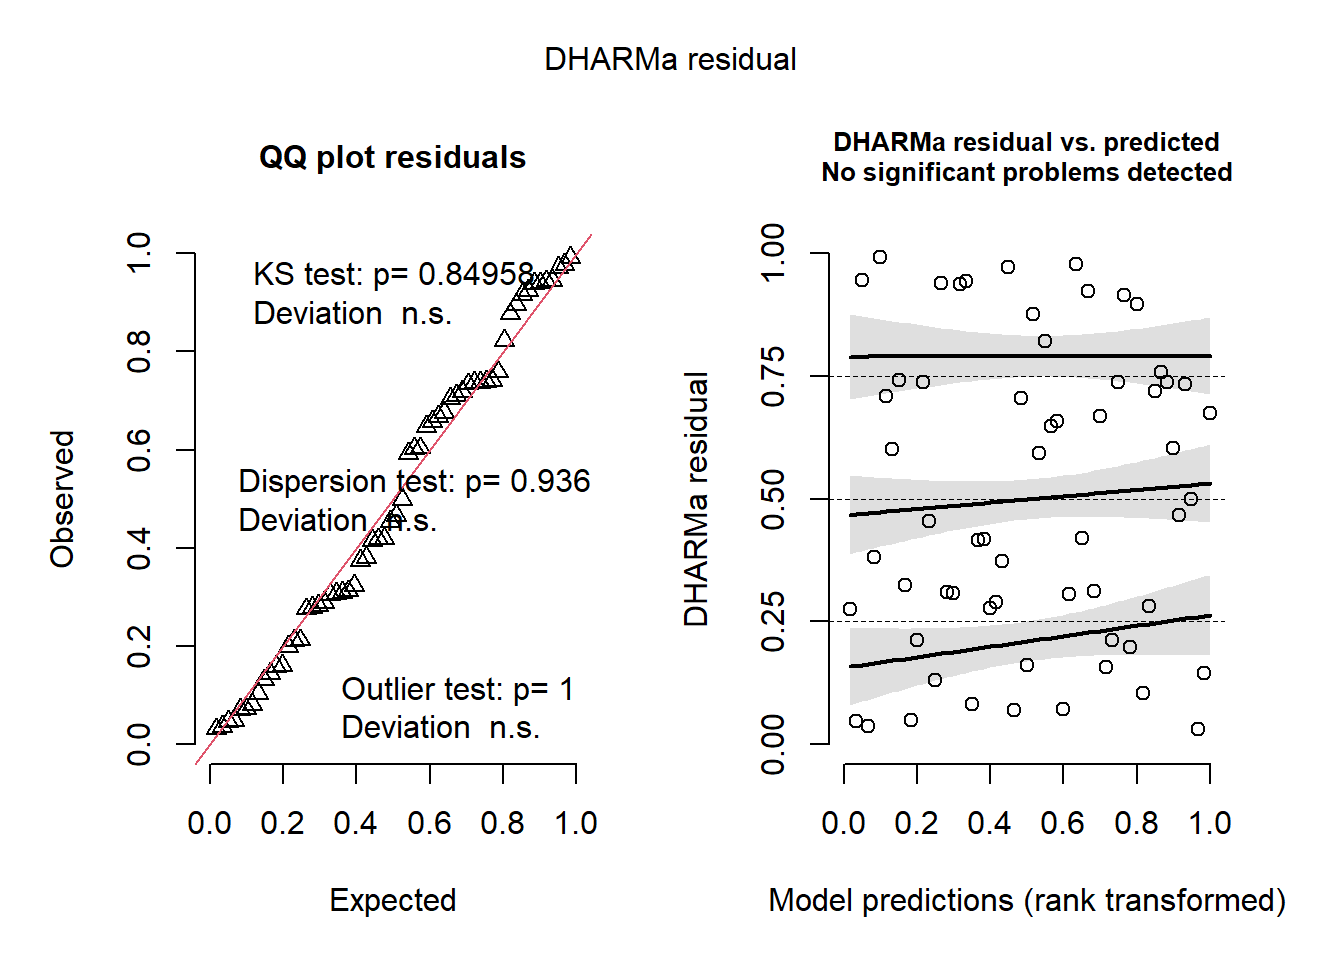 DHARMa residual
QQ plot residuals
KS test: p= 0.84958
Deviation  n.s.
Dispersion test: p= 0.936
Deviation  n.s.
Outlier test: p= 1
Deviation  n.s.
Observed
0.0 0.2 0.4 0.6 0.8 1.0
0.0 0.2 0.4 0.6 0.8 1.0
Expected
DHARMa residual vs. predicted
No significant problems detected
DHARMa residual
0.00 0.25 0.50 0.75 1.00
0.0 0.2 0.4 0.6 0.8 1.0
Model predictions (rank transformed)